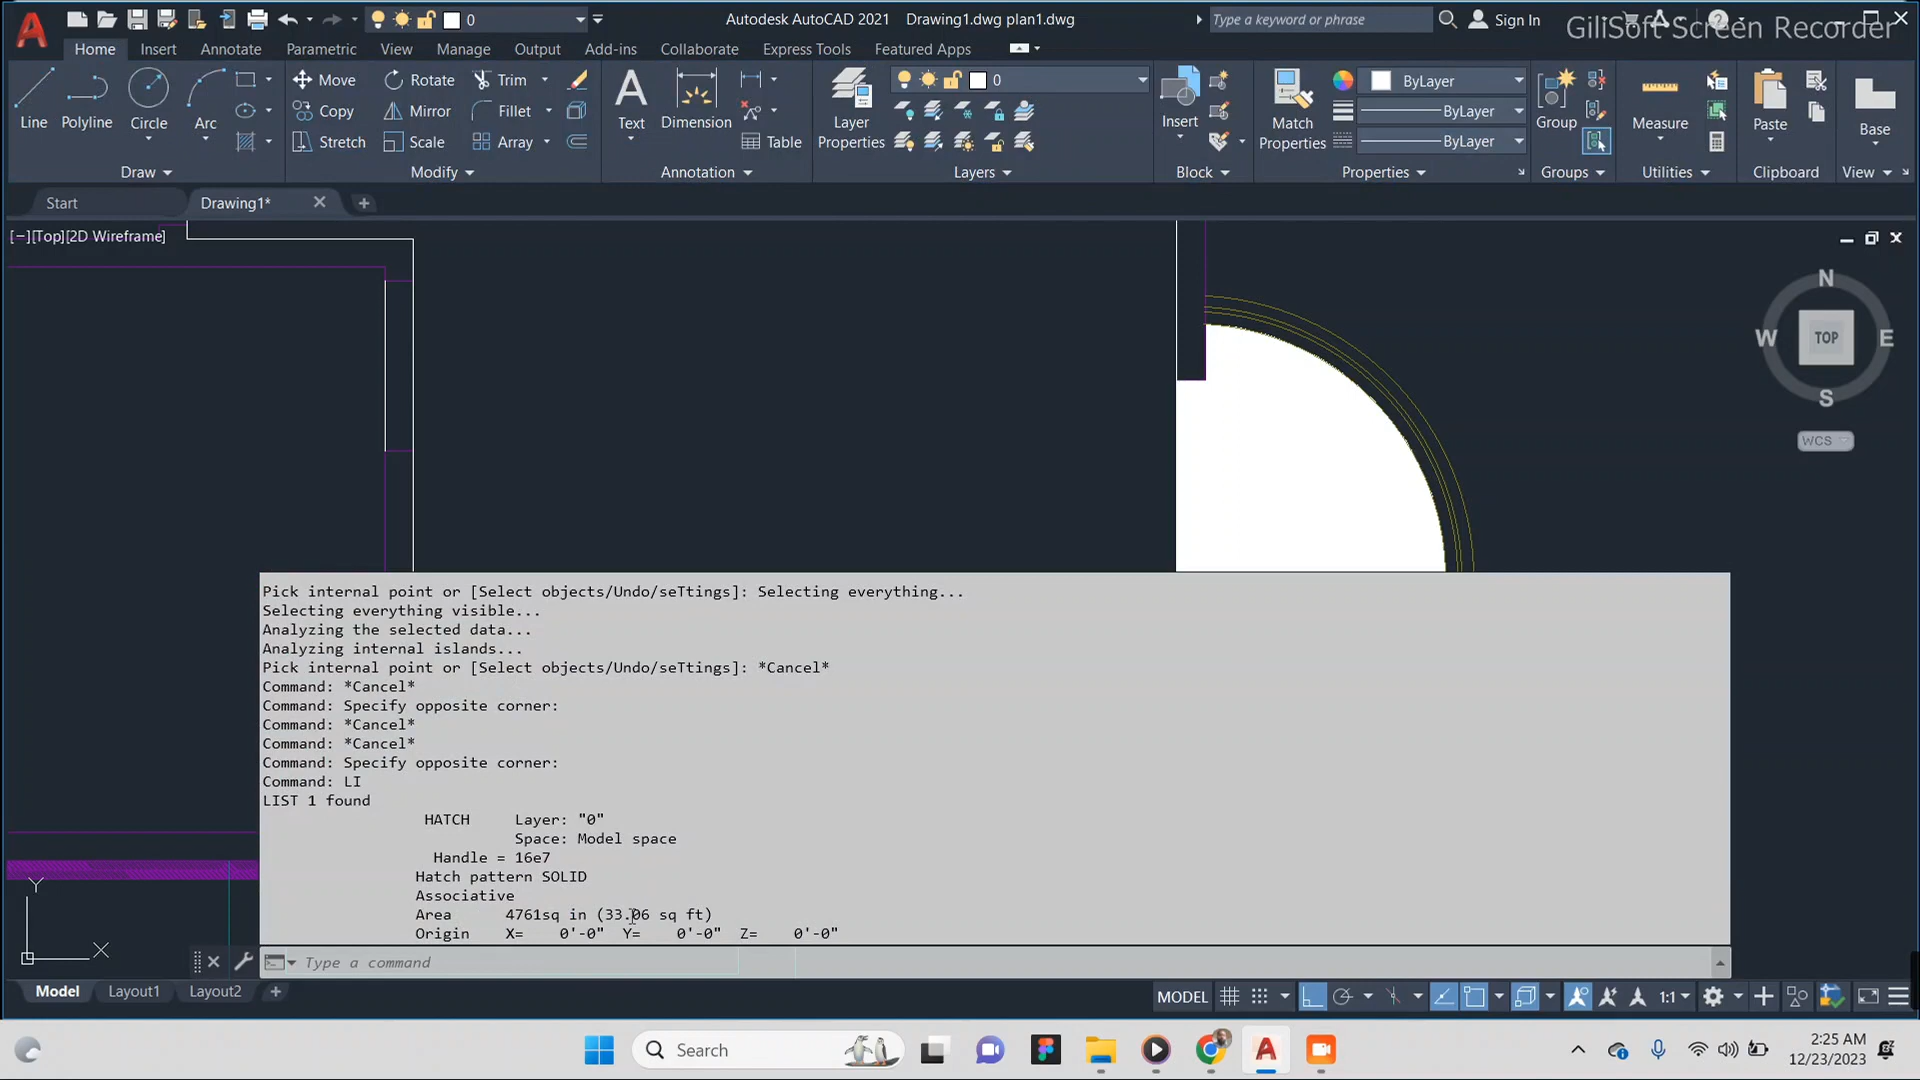 0
Autodesk AutoCAD 2021 Drawing1.dwg plan1.dwg
Type a keyword or phrase
Sign In
GiliSoft Screen Recorder
Home Insert Annotate Parametric View Manage Output Add-ins Collaborate Express Tools Featured Apps
Line
Polyline
Circle
Arc
Draw
Move
Rotate
Trim
Copy
Mirror
Fillet
Stretch
Scale
Array
Modify
Text
Dimension
Table
Annotation
Layer
Properties
0
Layers
Insert
Block
Match
Properties
ByLayer
ByLayer
ByLayer
Properties
Group
Groups
Measure
Utilities
Paste
Clipboard
Base
View
Start
Drawing1*
[−][Top][2D Wireframe]
N
W
TOP
E
S
WCS
Pick internal point or [Select objects/Undo/seTtings]: Selecting everything...
Selecting everything visible...
Analyzing the selected data...
Analyzing internal islands...
Pick internal point or [Select objects/Undo/seTtings]: *Cancel*
Command: *Cancel*
Command: Specify opposite corner:
Command: *Cancel*
Command: *Cancel*
Command: Specify opposite corner:
Command: LI
LIST 1 found
HATCH Layer: "0"
Space: Model space
Handle = 16e7
Hatch pattern SOLID
Associative
Area 4761sq in (33.06 sq ft)
Origin X= 0'-0" Y= 0'-0" Z= 0'-0"
Type a command
Y
X
Model Layout1 Layout2
MODEL
1:1
Search
2:25 AM
12/23/2023